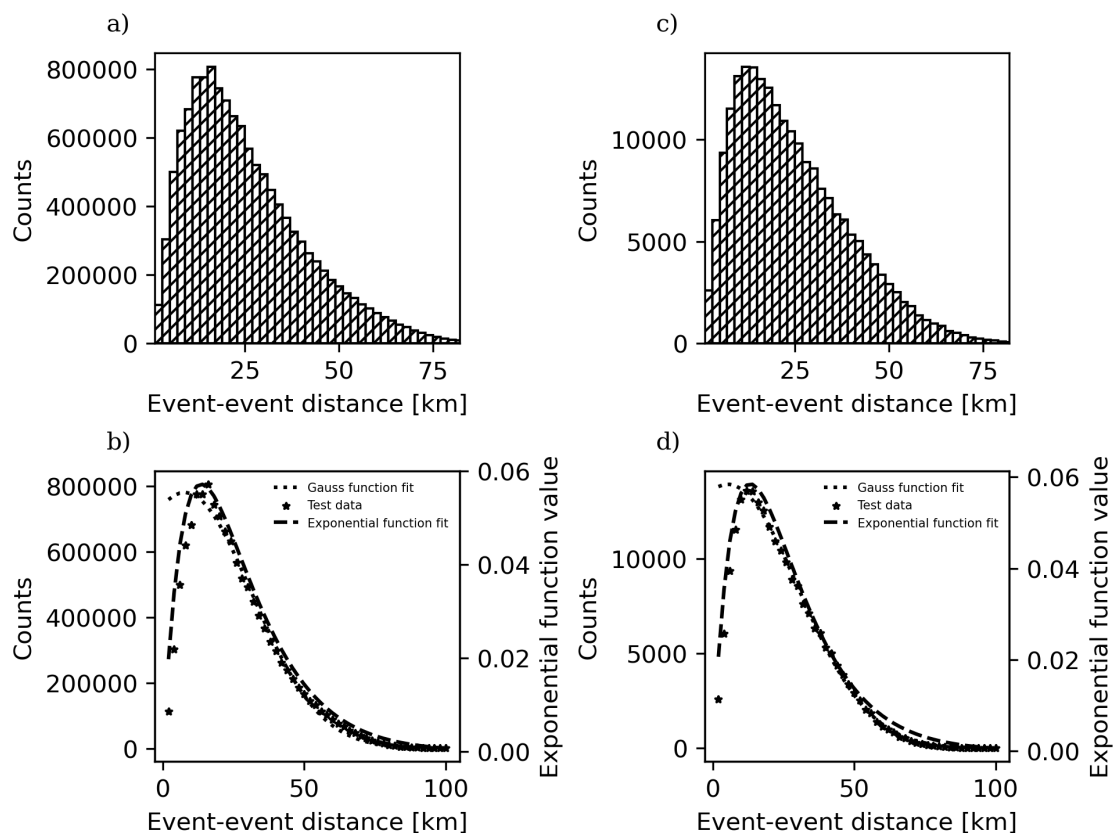 a)
800000
600000
400000
200000
0
Counts
25
50
75
Event-event distance [km]
c)
10000
5000
0
Counts
25
50
75
Event-event distance [km]
b)
800000
600000
400000
200000
0
Counts
Gauss function fit
Test data
Exponential function fit
0.06
0.04
0.02
0.00
Exponential function value
0
50
100
Event-event distance [km]
d)
10000
5000
0
Counts
Gauss function fit
Test data
Exponential function fit
0.06
0.04
0.02
0.00
Exponential function value
0
50
100
Event-event distance [km]